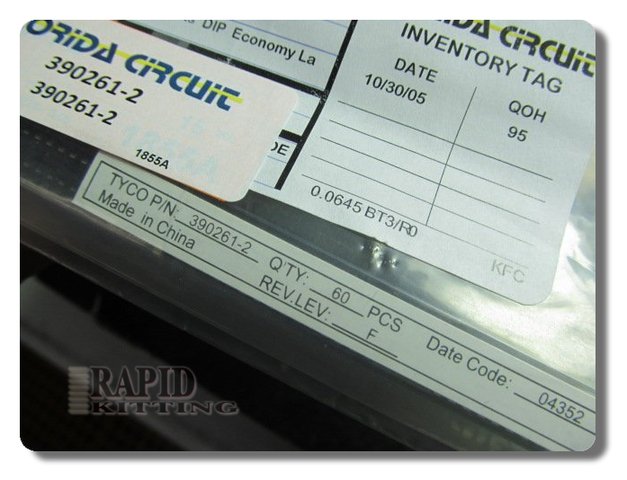 ORIDA CIRCUIT
390261-2
390261-2
1855A
DIP Economy La
DE
RIDA CIRCUIT
INVENTORY TAG
DATE
QOH
10/30/05
95
0.0645 BT3/R0
KFC
TYCO P/N: 390261-2 Q'TY: 60 PCS Date Code: 04352
Made in China REV.LEV: F
RAPID
KITTING